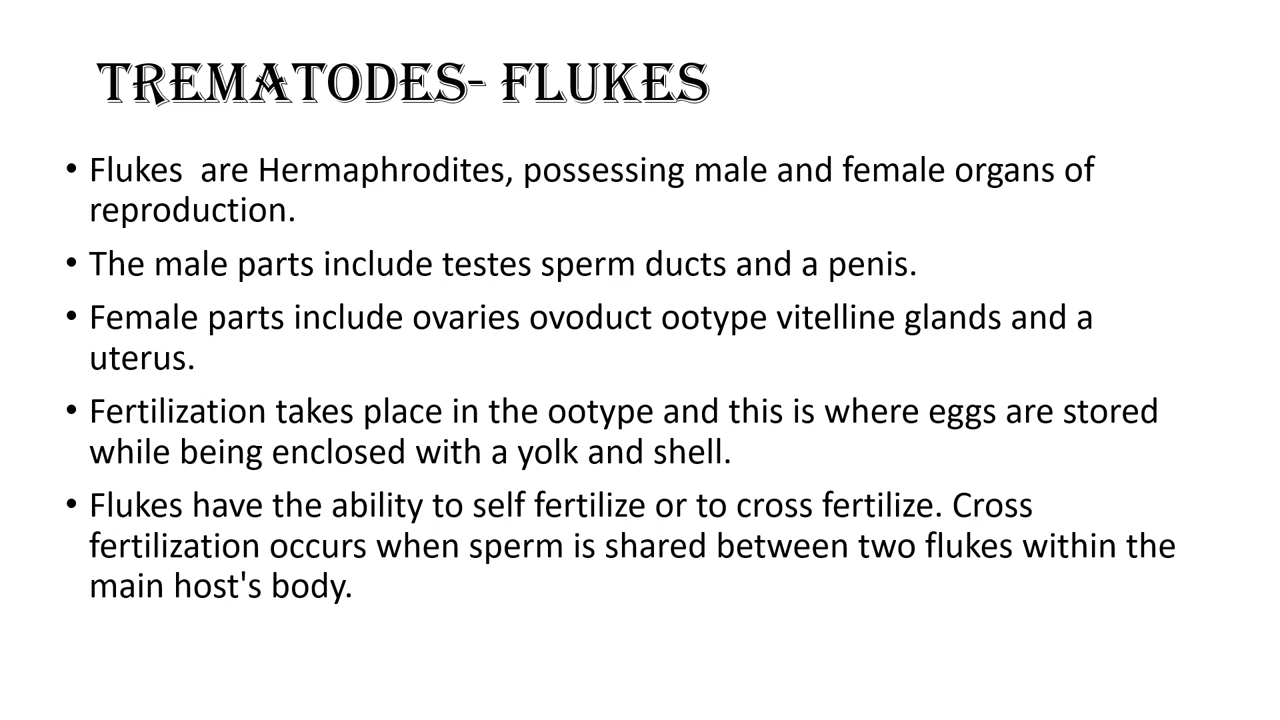 TREMATODES- FLUKES
• Flukes  are Hermaphrodites, possessing male and female organs of
reproduction.
• The male parts include testes sperm ducts and a penis.
• Female parts include ovaries ovoduct ootype vitelline glands and a
uterus.
• Fertilization takes place in the ootype and this is where eggs are stored
while being enclosed with a yolk and shell.
• Flukes have the ability to self fertilize or to cross fertilize. Cross
fertilization occurs when sperm is shared between two flukes within the
main host's body.